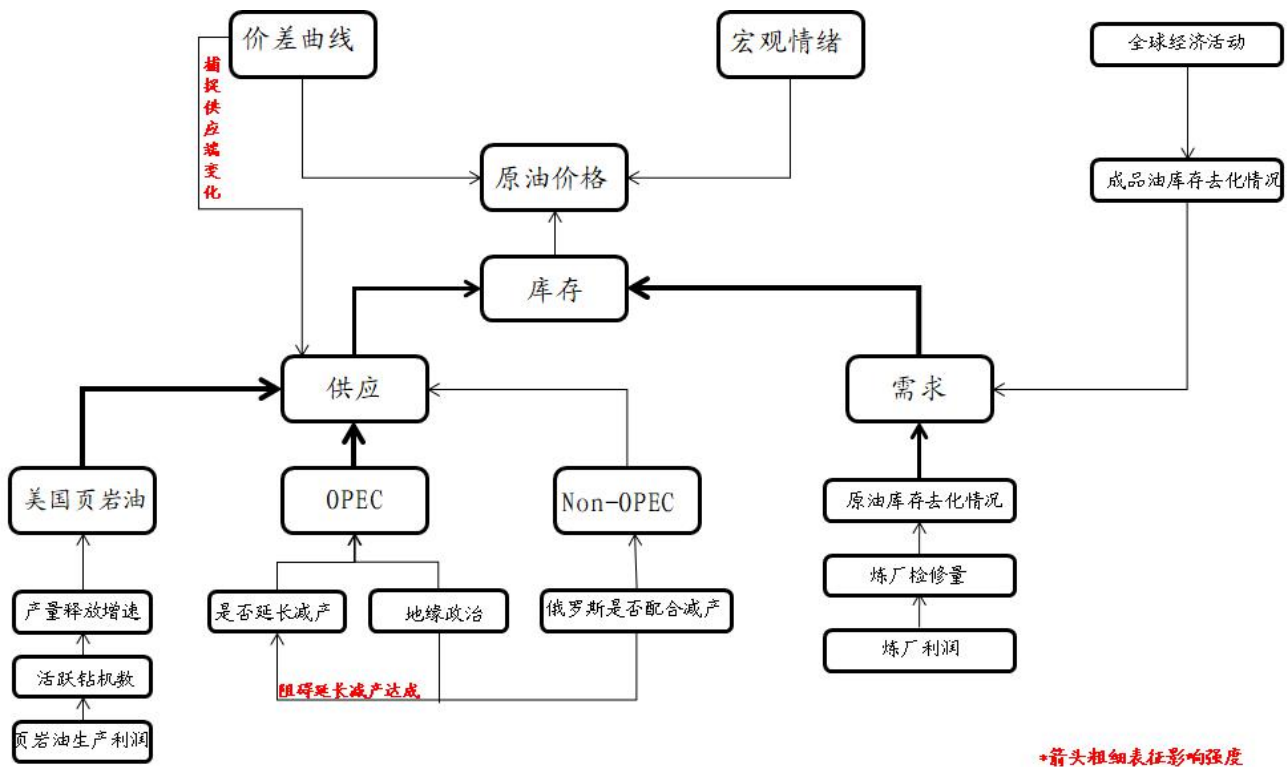 价差曲线
宏观情绪
全球经济活动
捕捉供应端变化
原油价格
成品油库存去化情况
库存
供应
需求
美国页岩油
OPEC
Non-OPEC
原油库存去化情况
炼厂检修量
产量释放增速
是否延长减产
地缘政治
俄罗斯是否配合减产
炼厂利润
活跃钻机数
阻碍延长减产达成
页岩油生产利润
*箭头粗细表征影响强度